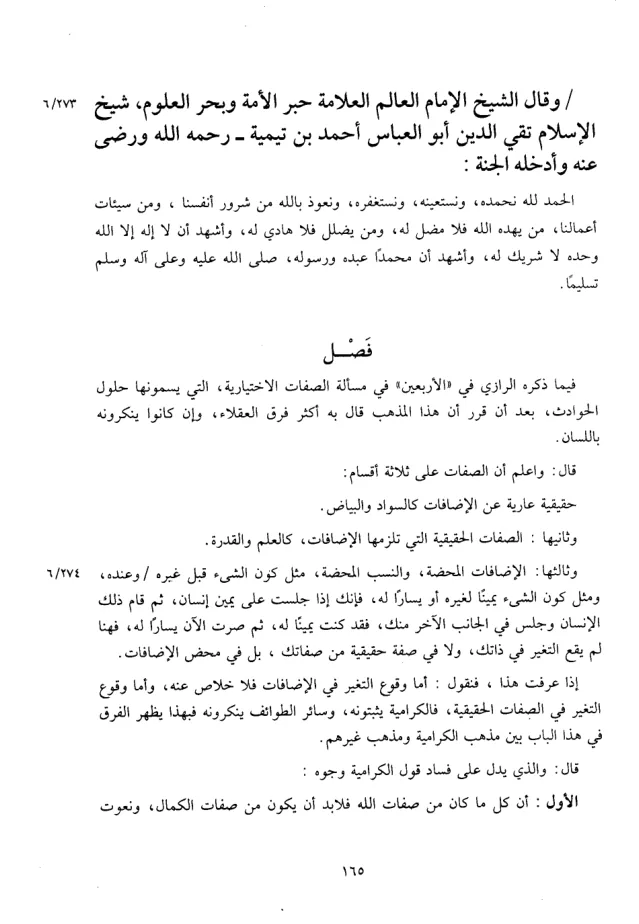 / وقال الشيخ الإمام العالم العلامة حبر الأمة وبحر العلوم، شيخ ٦/٢٧٣
الإسلام تقي الدين أبو العباس أحمد بن تيمية ـ رحمه الله ورضى
عنه وأدخله الجنة :
الحمد لله نحمده، ونستعينه، ونستغفره، ونعوذ بالله من شرور أنفسنا ، ومن سيئات
أعمالنا، من يهده الله فلا مضل له، ومن يضلل فلا هادي له، وأشهد أن لا إله إلا الله
وحده لا شريك له، وأشهد أن محمدًا عبده ورسوله، صلى الله عليه وعلى آله وسلم
تسليمًا.
فَصْـــل
فيما ذكره الرازي في «الأربعين» في مسألة الصفات الاختيارية، التي يسمونها حلول
الحوادث، بعد أن قرر أن هذا المذهب قال به أكثر فرق العقلاء، وإن كانوا ينكرونه
باللسان.
قال: واعلم أن الصفات على ثلاثة أقسام:
حقيقية عارية عن الإضافات كالسواد والبياض.
وثانيها : الصفات الحقيقية التي تلزمها الإضافات، كالعلم والقدرة.
وثالثها: الإضافات المحضة، والنسب المحضة، مثل كون الشىء قبل غيره /وعنده، ٦/٢٧٤
ومثل كون الشىء يمينًا لغيره أو يسارًا له، فإنك إذا جلست على يمين إنسان، ثم قام ذلك
الإنسان وجلس في الجانب الآخر منك، فقد كنت يمينًا له، ثم صرت الآن يسارًا له، فهنا
لم يقع التغير في ذاتك، ولا في صفة حقيقية من صفاتك ، بل في محض الإضافات.
إذا عرفت هذا ، فنقول : أما وقوع التغير في الإضافات فلا خلاص عنه، وأما وقوع
التغير في الصفات الحقيقية، فالكرامية يثبتونه، وسائر الطوائف ينكرونه فبهذا يظهر الفرق
في هذا الباب بين مذهب الكرامية ومذهب غيرهم.
قال: والذي يدل على فساد قول الكرامية وجوه :
الأول : أن كل ما كان من صفات الله فلابد أن يكون من صفات الكمال، ونعوت
١٦٥